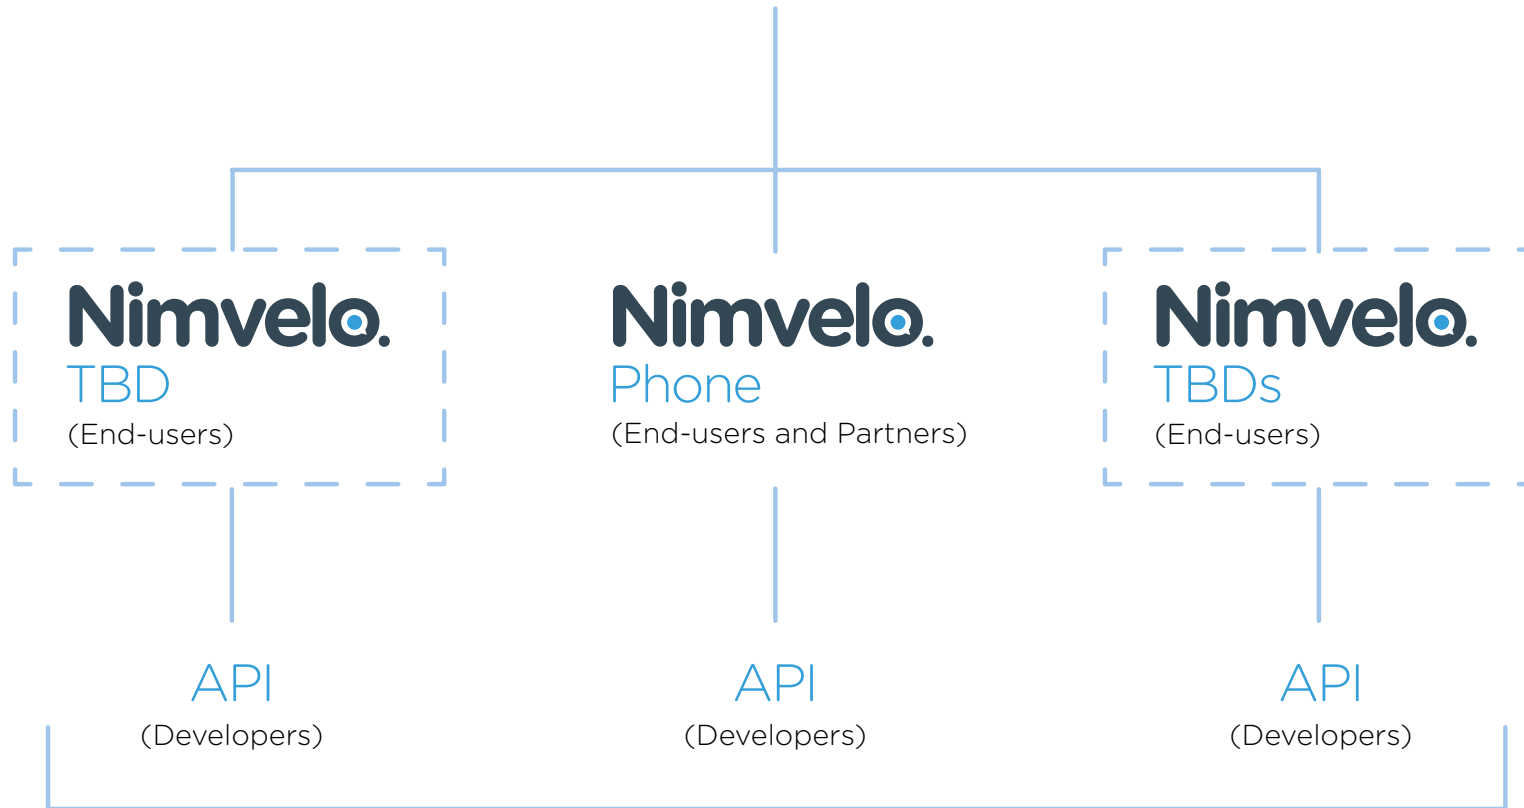 Nimvelo.
TBD
(End-users)
Nimvelo.
Phone
(End-users and Partners)
Nimvelo.
TBDs
(End-users)
API
(Developers)
API
(Developers)
API
(Developers)